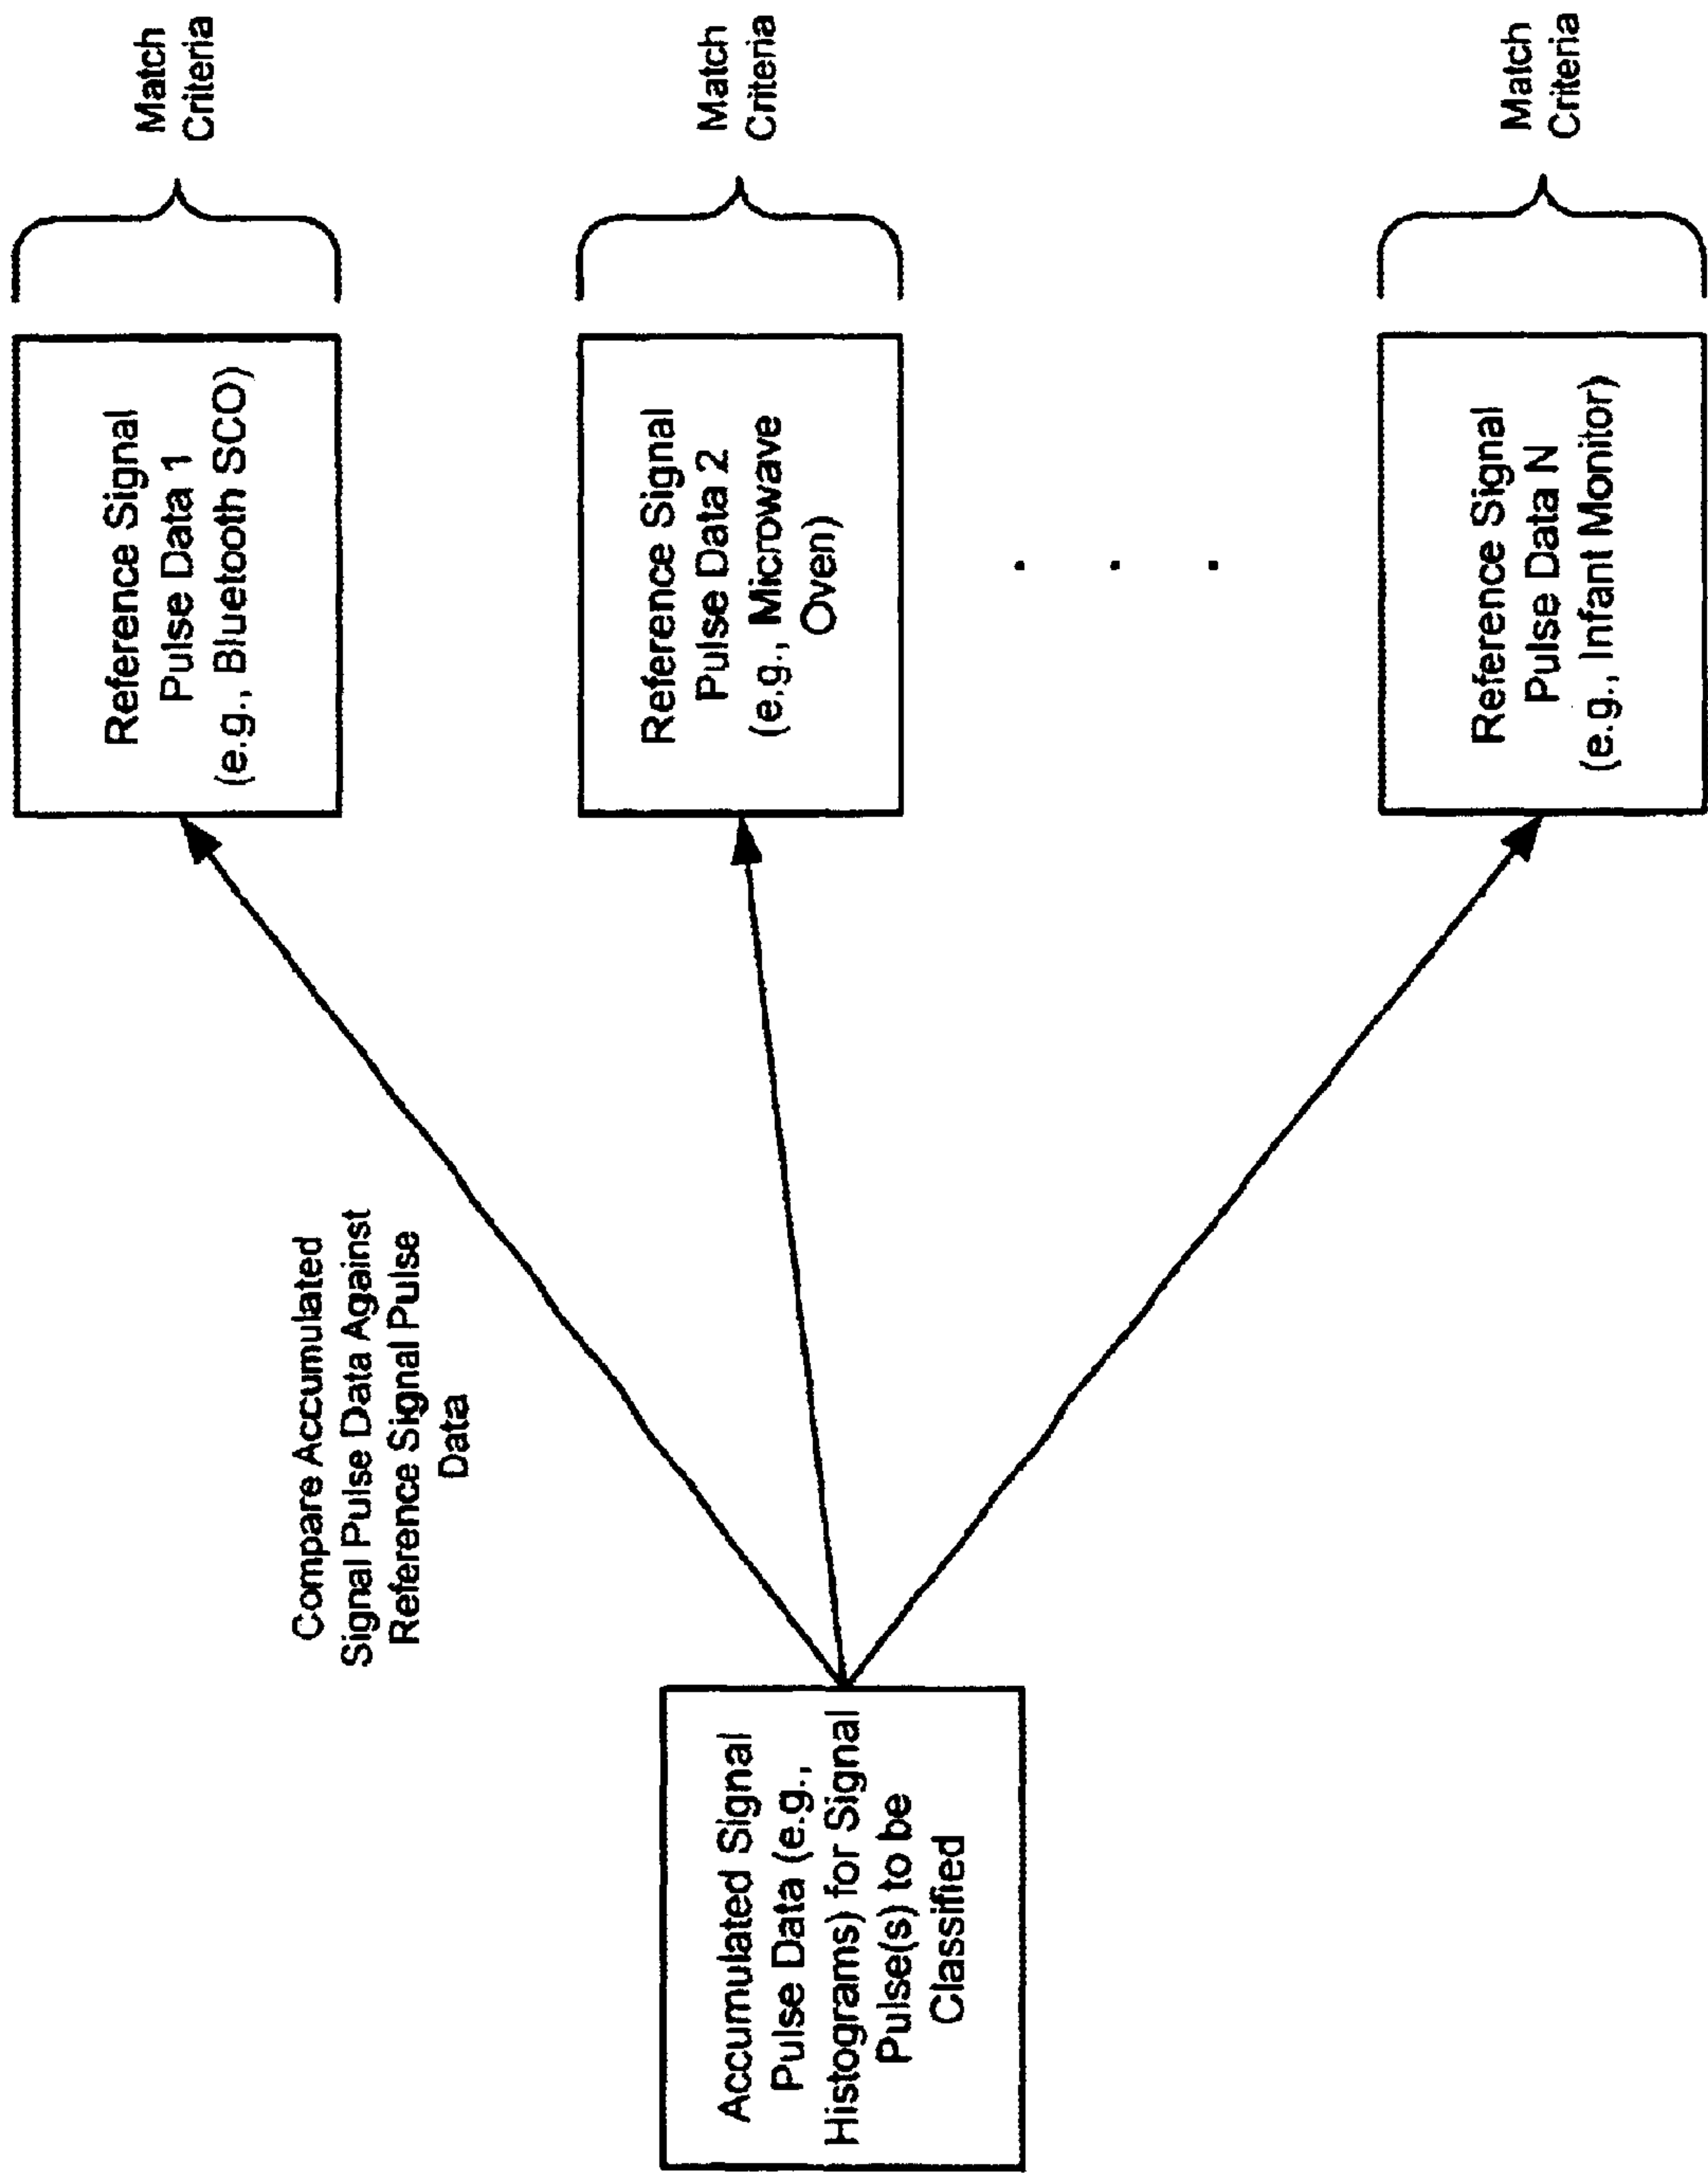 Accumulated Signal
Pulse Data (e.g.,
Histograms) for Signal
Pulse(s) to be
Classified
Compare Accumulated
Signal Pulse Data Against
Reference Signal Pulse
Data
Reference Signal
Pulse Data 1
(e.g., Bluetooth SCO)
Match
Criteria
Reference Signal
Pulse Data 2
(e.g., Microwave
Oven)
Match
Criteria
. . .
Reference Signal
Pulse Data N
(e.g., Infant Monitor)
Match
Criteria